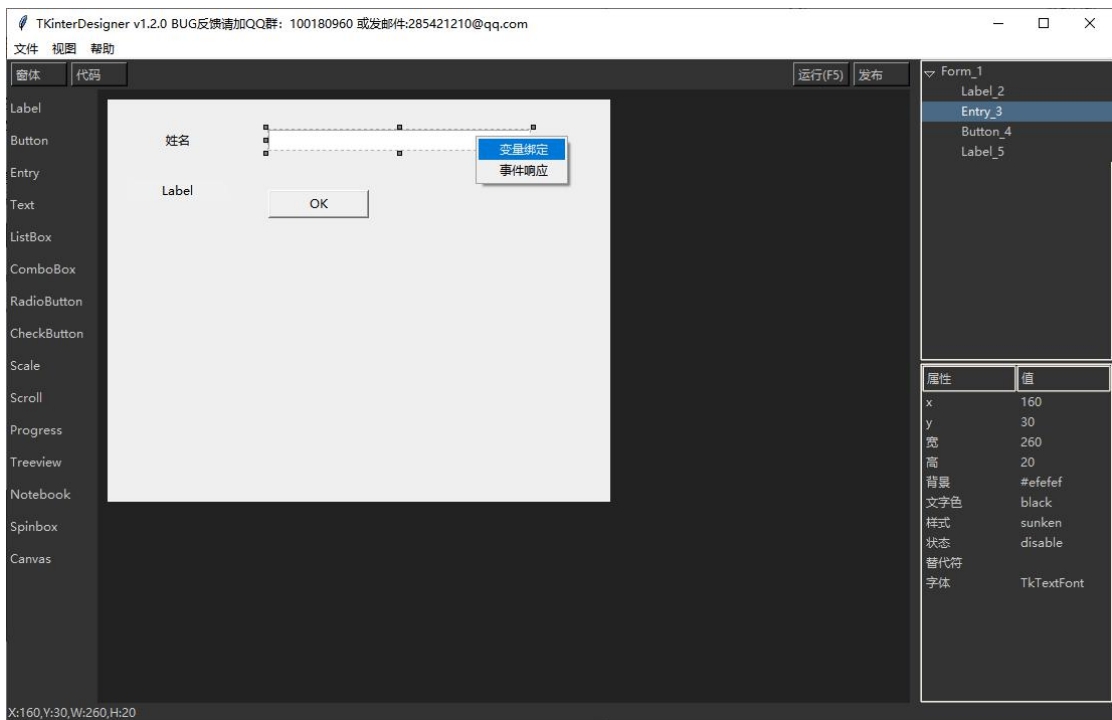 TKinterDesigner v1.2.0 BUG反馈请加QQ群：100180960 或发邮件:285421210@qq.com
文件 视图 帮助
窗体 代码 运行(F5) 发布
Label
Button
Entry
Text
ListBox
ComboBox
RadioButton
CheckButton
Scale
Scroll
Progress
Treeview
Notebook
Spinbox
Canvas
姓名
变量绑定
事件响应
Label
OK
Form_1
Label_2
Entry_3
Button_4
Label_5
属性 值
x 160
y 30
宽 260
高 20
背景 #efefef
文字色 black
样式 sunken
状态 disable
替代符
字体 TkTextFont
X:160,Y:30,W:260,H:20